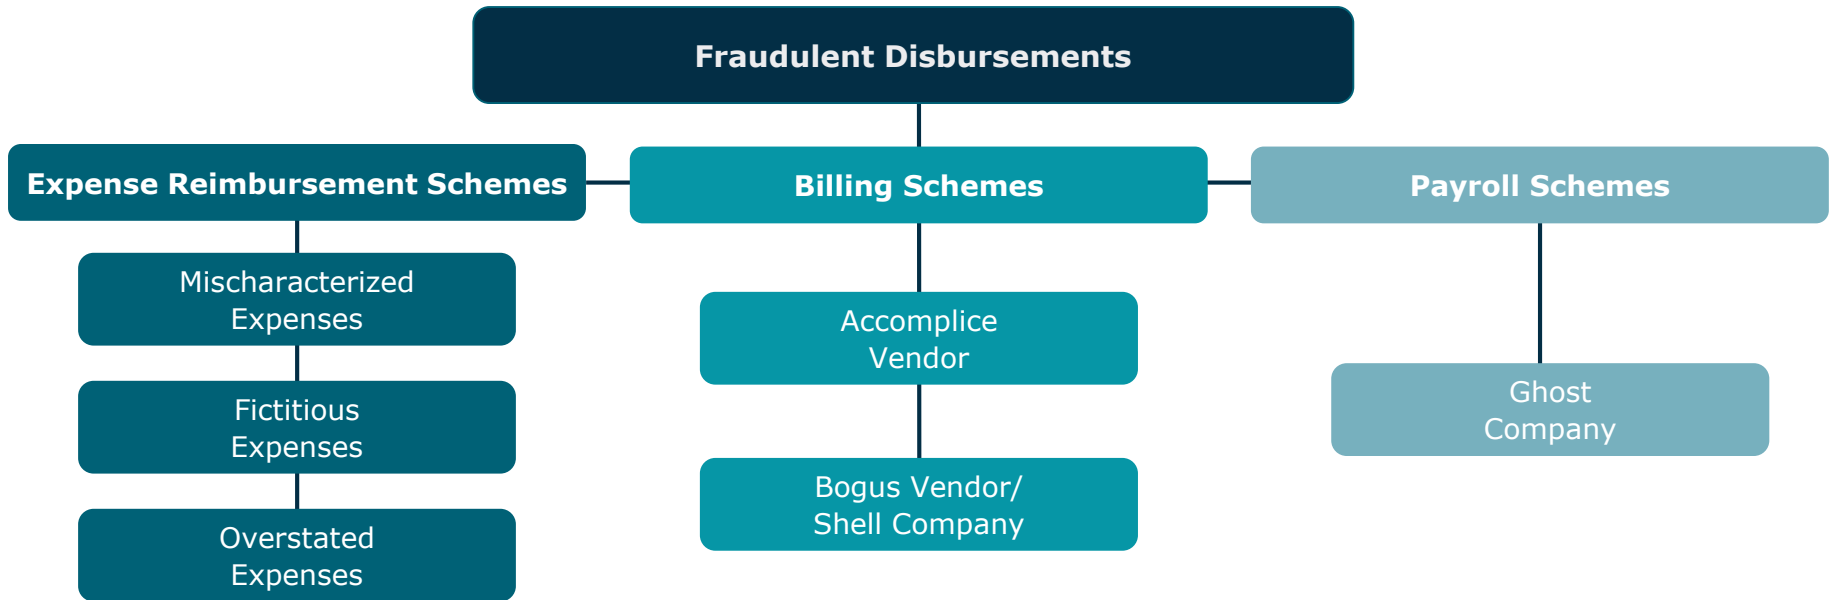 Fraudulent Disbursements
Expense Reimbursement Schemes
Billing Schemes
Payroll Schemes
Mischaracterized
Expenses
Fictitious
Expenses
Overstated
Expenses
Accomplice
Vendor
Bogus Vendor/
Shell Company
Ghost
Company